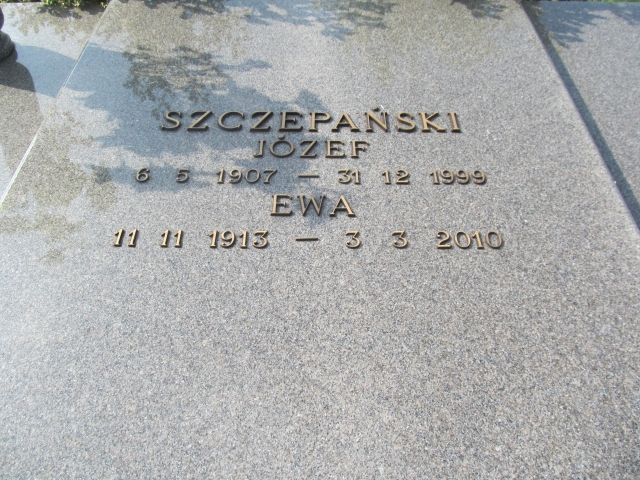 SZCZEPAŃSKI
JÓZEF
6 5 1907 — 31 12 1999
EWA
11 11 1913 — 3 3 2010